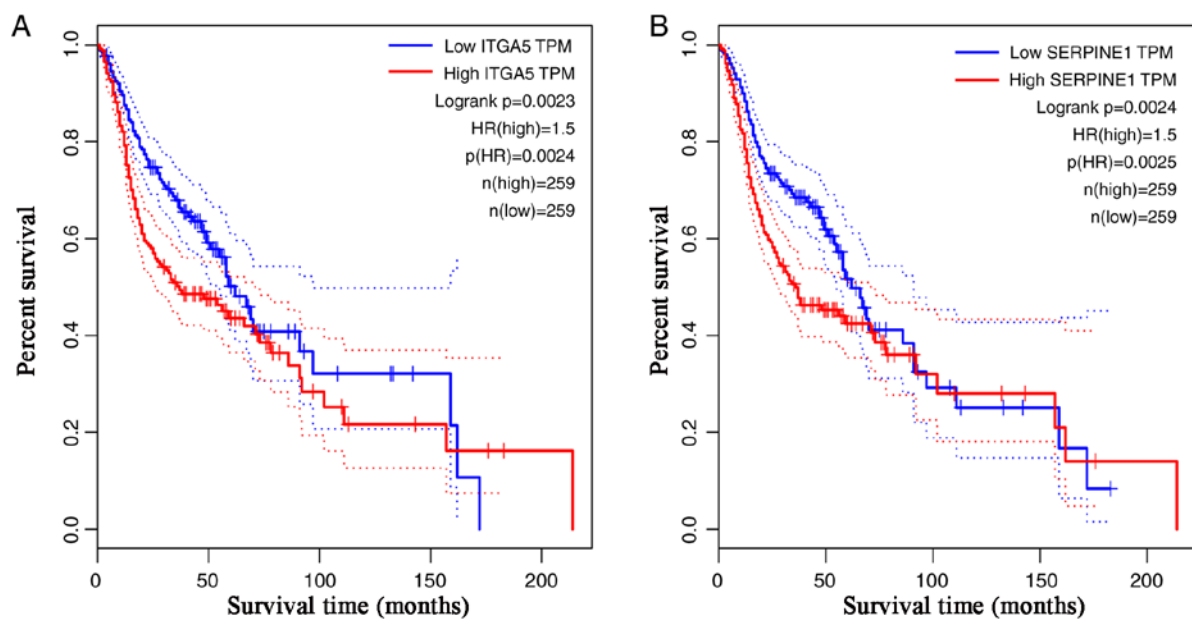 A
Low ITGA5 TPM
High ITGA5 TPM
Logrank p=0.0023
HR(high)=1.5
p(HR)=0.0024
n(high)=259
n(low)=259
Percent survival
1.0
0.8
0.6
0.4
0.2
0.0
0 50 100 150 200
Survival time (months)
B
Low SERPINE1 TPM
High SERPINE1 TPM
Logrank p=0.0024
HR(high)=1.5
p(HR)=0.0025
n(high)=259
n(low)=259
Percent survival
1.0
0.8
0.6
0.4
0.2
0.0
0 50 100 150 200
Survival time (months)